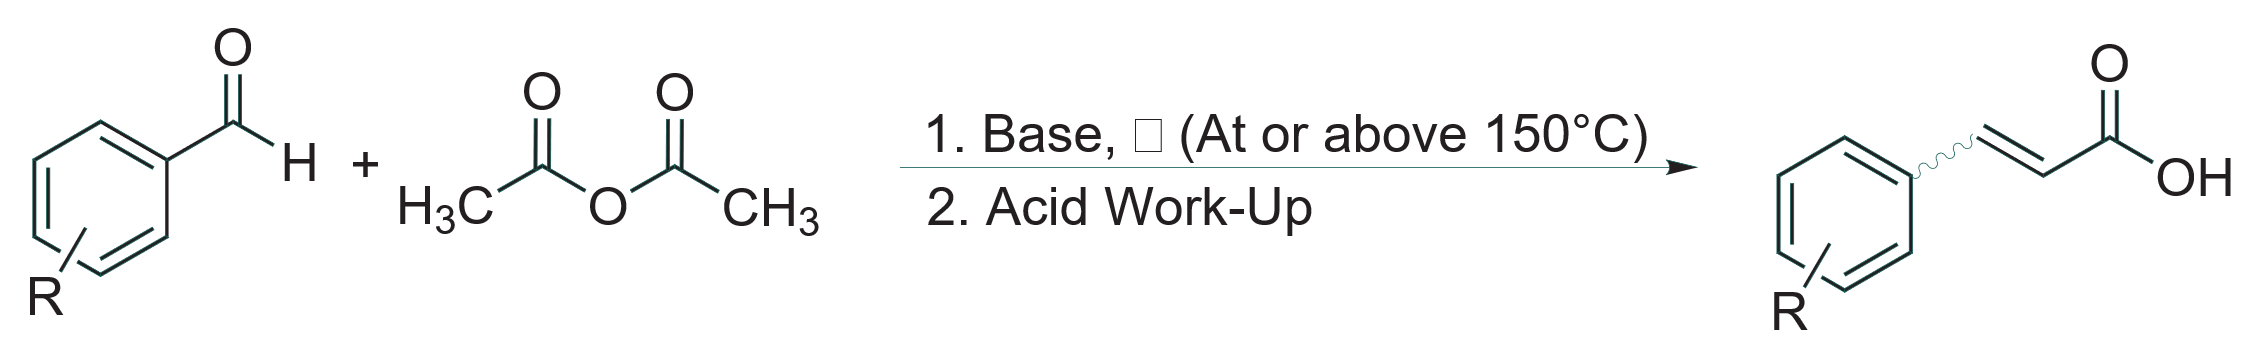 O
H
R
+
O
O
H3C
O
CH3
1. Base, □ (At or above 150°C)
2. Acid Work-Up
O
OH
R